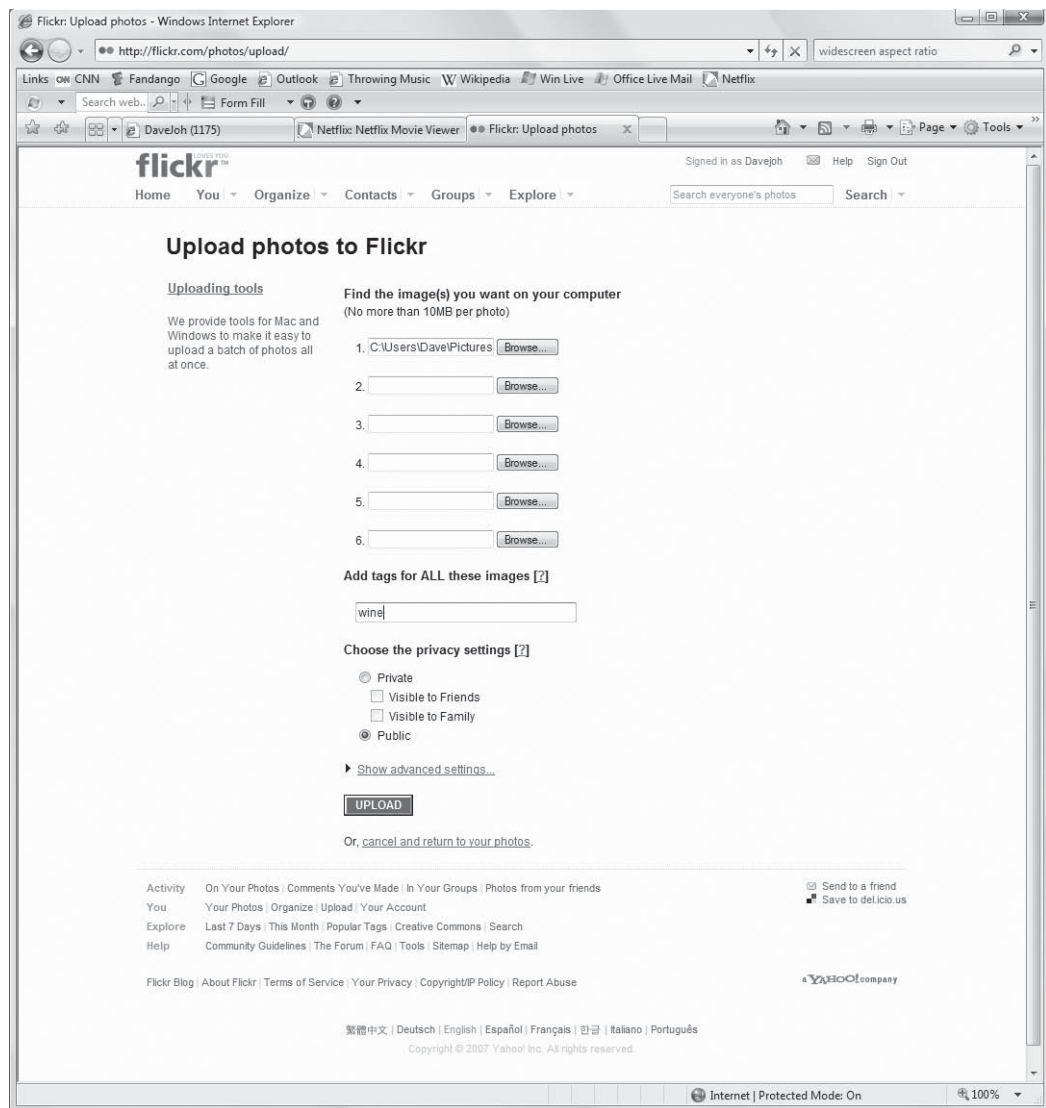 Flickr: Upload photos - Windows Internet Explorer
http://flickr.com/photos/upload/
widescreen aspect ratio
Links CNN Fandango Google Outlook Throwing Music Wikipedia Win Live Office Live Mail Netflix
Search web.. Form Fill
DaveJoh (1175) Netflix: Netflix Movie Viewer Flickr: Upload photos x Page Tools
flickr LOVES YOU ™
Signed in as Davejoh Help Sign Out
Home You Organize Contacts Groups Explore Search everyone's photos Search
Upload photos to Flickr
Uploading tools
We provide tools for Mac and
Windows to make it easy to
upload a batch of photos all
at once.
Find the image(s) you want on your computer
(No more than 10MB per photo)
1. C:\Users\Dave\Pictures Browse...
2. Browse...
3. Browse...
4. Browse...
5. Browse...
6. Browse...
Add tags for ALL these images [?]
wine
Choose the privacy settings [?]
Private
Visible to Friends
Visible to Family
Public
Show advanced settings...
UPLOAD
Or, cancel and return to your photos.
Activity On Your Photos | Comments You've Made | In Your Groups | Photos from your friends
You Your Photos | Organize | Upload | Your Account
Explore Last 7 Days | This Month | Popular Tags | Creative Commons | Search
Help Community Guidelines | The Forum | FAQ | Tools | Sitemap | Help by Email
Send to a friend
Save to del.icio.us
Flickr Blog | About Flickr | Terms of Service | Your Privacy | Copyright/IP Policy | Report Abuse
a YAHOO! company
繁體中文 | Deutsch | English | Español | Français | 한글 | Italiano | Português
Copyright © 2007 Yahoo! Inc. All rights reserved.
Internet | Protected Mode: On 100%